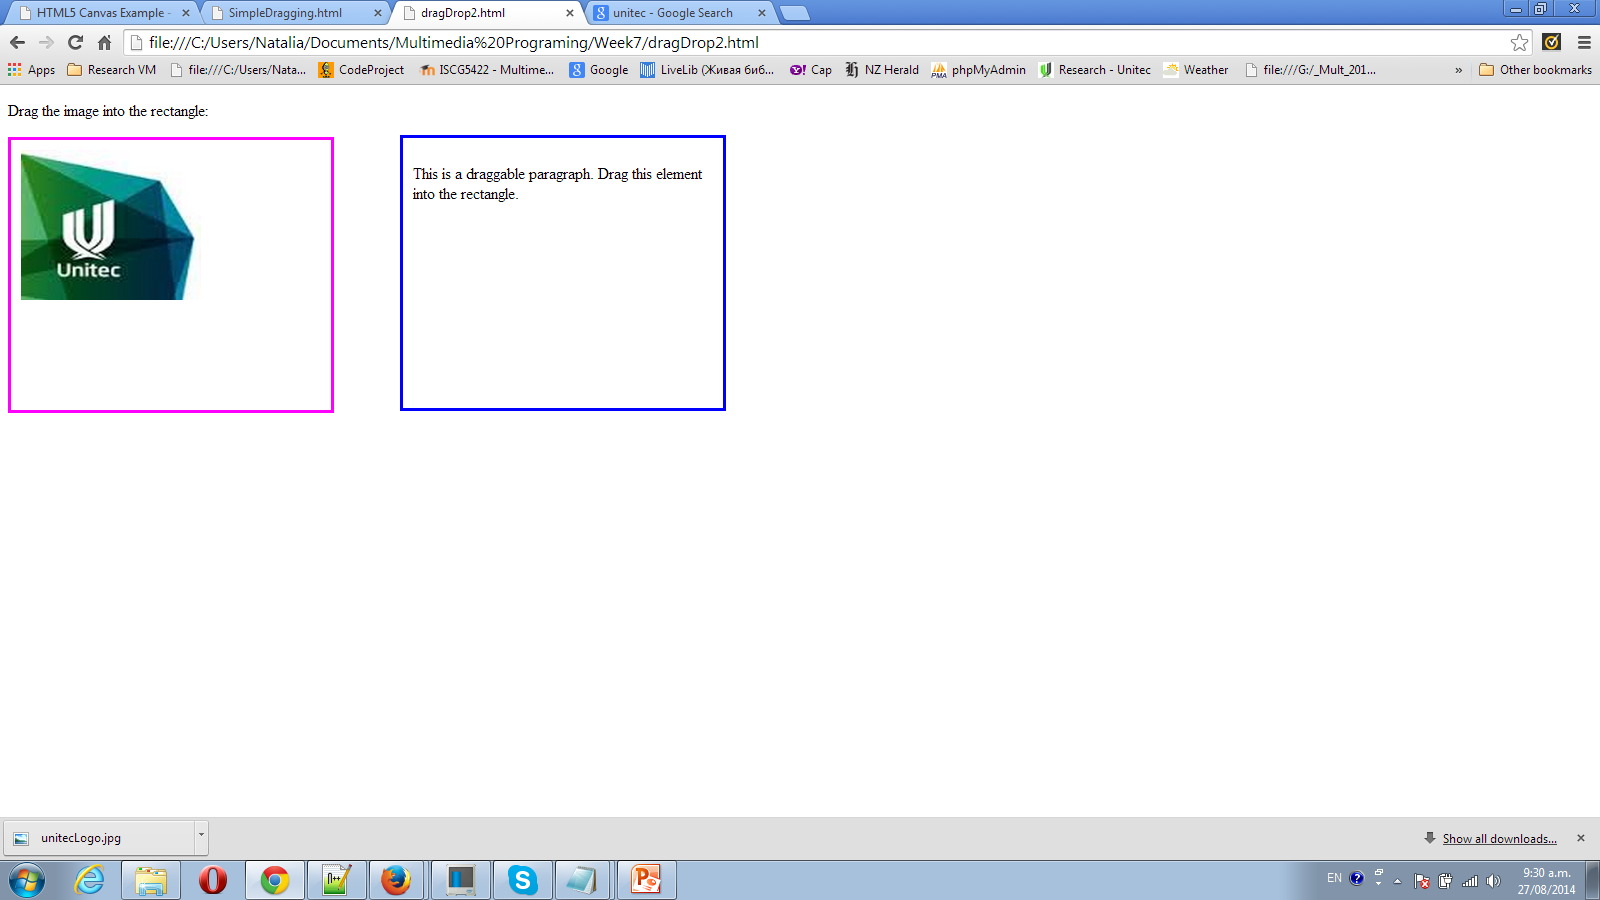 HTML5 Canvas Example -
SimpleDragging.html
dragDrop2.html
unitec - Google Search
file:///C:/Users/Natalia/Documents/Multimedia%20Programing/Week7/dragDrop2.html
Apps
Research VM
file:///C:/Users/Nata...
CodeProject
ISCG5422 - Multime...
Google
LiveLib (Живая биб...
Cap
NZ Herald
phpMyAdmin
Research - Unitec
Weather
file:///G:/_Mult_201...
»
Other bookmarks
Drag the image into the rectangle:
Unitec
This is a draggable paragraph. Drag this element
into the rectangle.
unitecLogo.jpg
Show all downloads...
EN
9:30 a.m.
27/08/2014